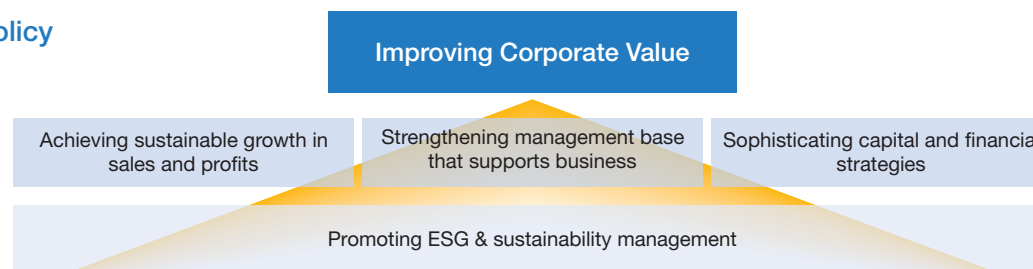 olicy
Improving Corporate Value
Achieving sustainable growth in
sales and profits
Strengthening management base
that supports business
Sophisticating capital and financia
strategies
Promoting ESG & sustainability management